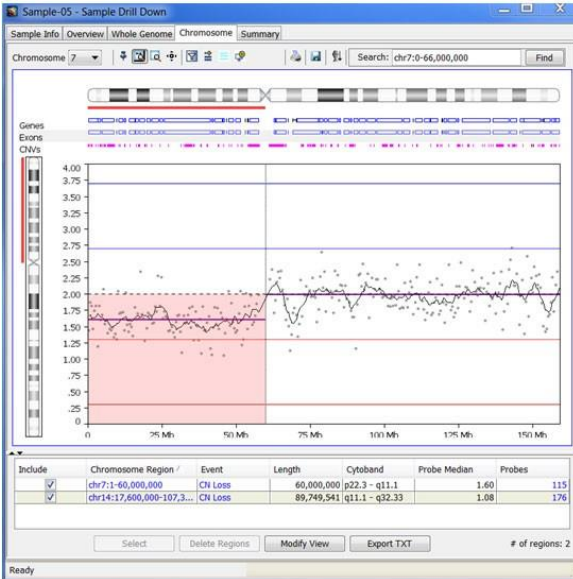 Sample-05 - Sample Drill Down
Sample Info Overview Whole Genome Chromosome Summary
Chromosome 7 Search: chr7:0-66,000,000 Find
Genes
Exons
CNVs
4.00
3.75
3.50
3.25
3.00
2.75
2.50
2.25
2.00
1.75
1.50
1.25
1.00
.75
.50
.25
0
0 25 Mb 50 Mb 75 Mb 100 Mb 125 Mb 150 Mb
Include Chromosome Region Event Length Cytoband Probe Median Probes
chr7:1-60,000,000 CN Loss 60,000,000 p22.3 - q11.1 1.60 115
chr14:17,600,000-107,3... CN Loss 89,749,541 q11.1 - q32.33 1.08 176
Select Delete Regions Modify View Export TXT # of regions: 2
Ready